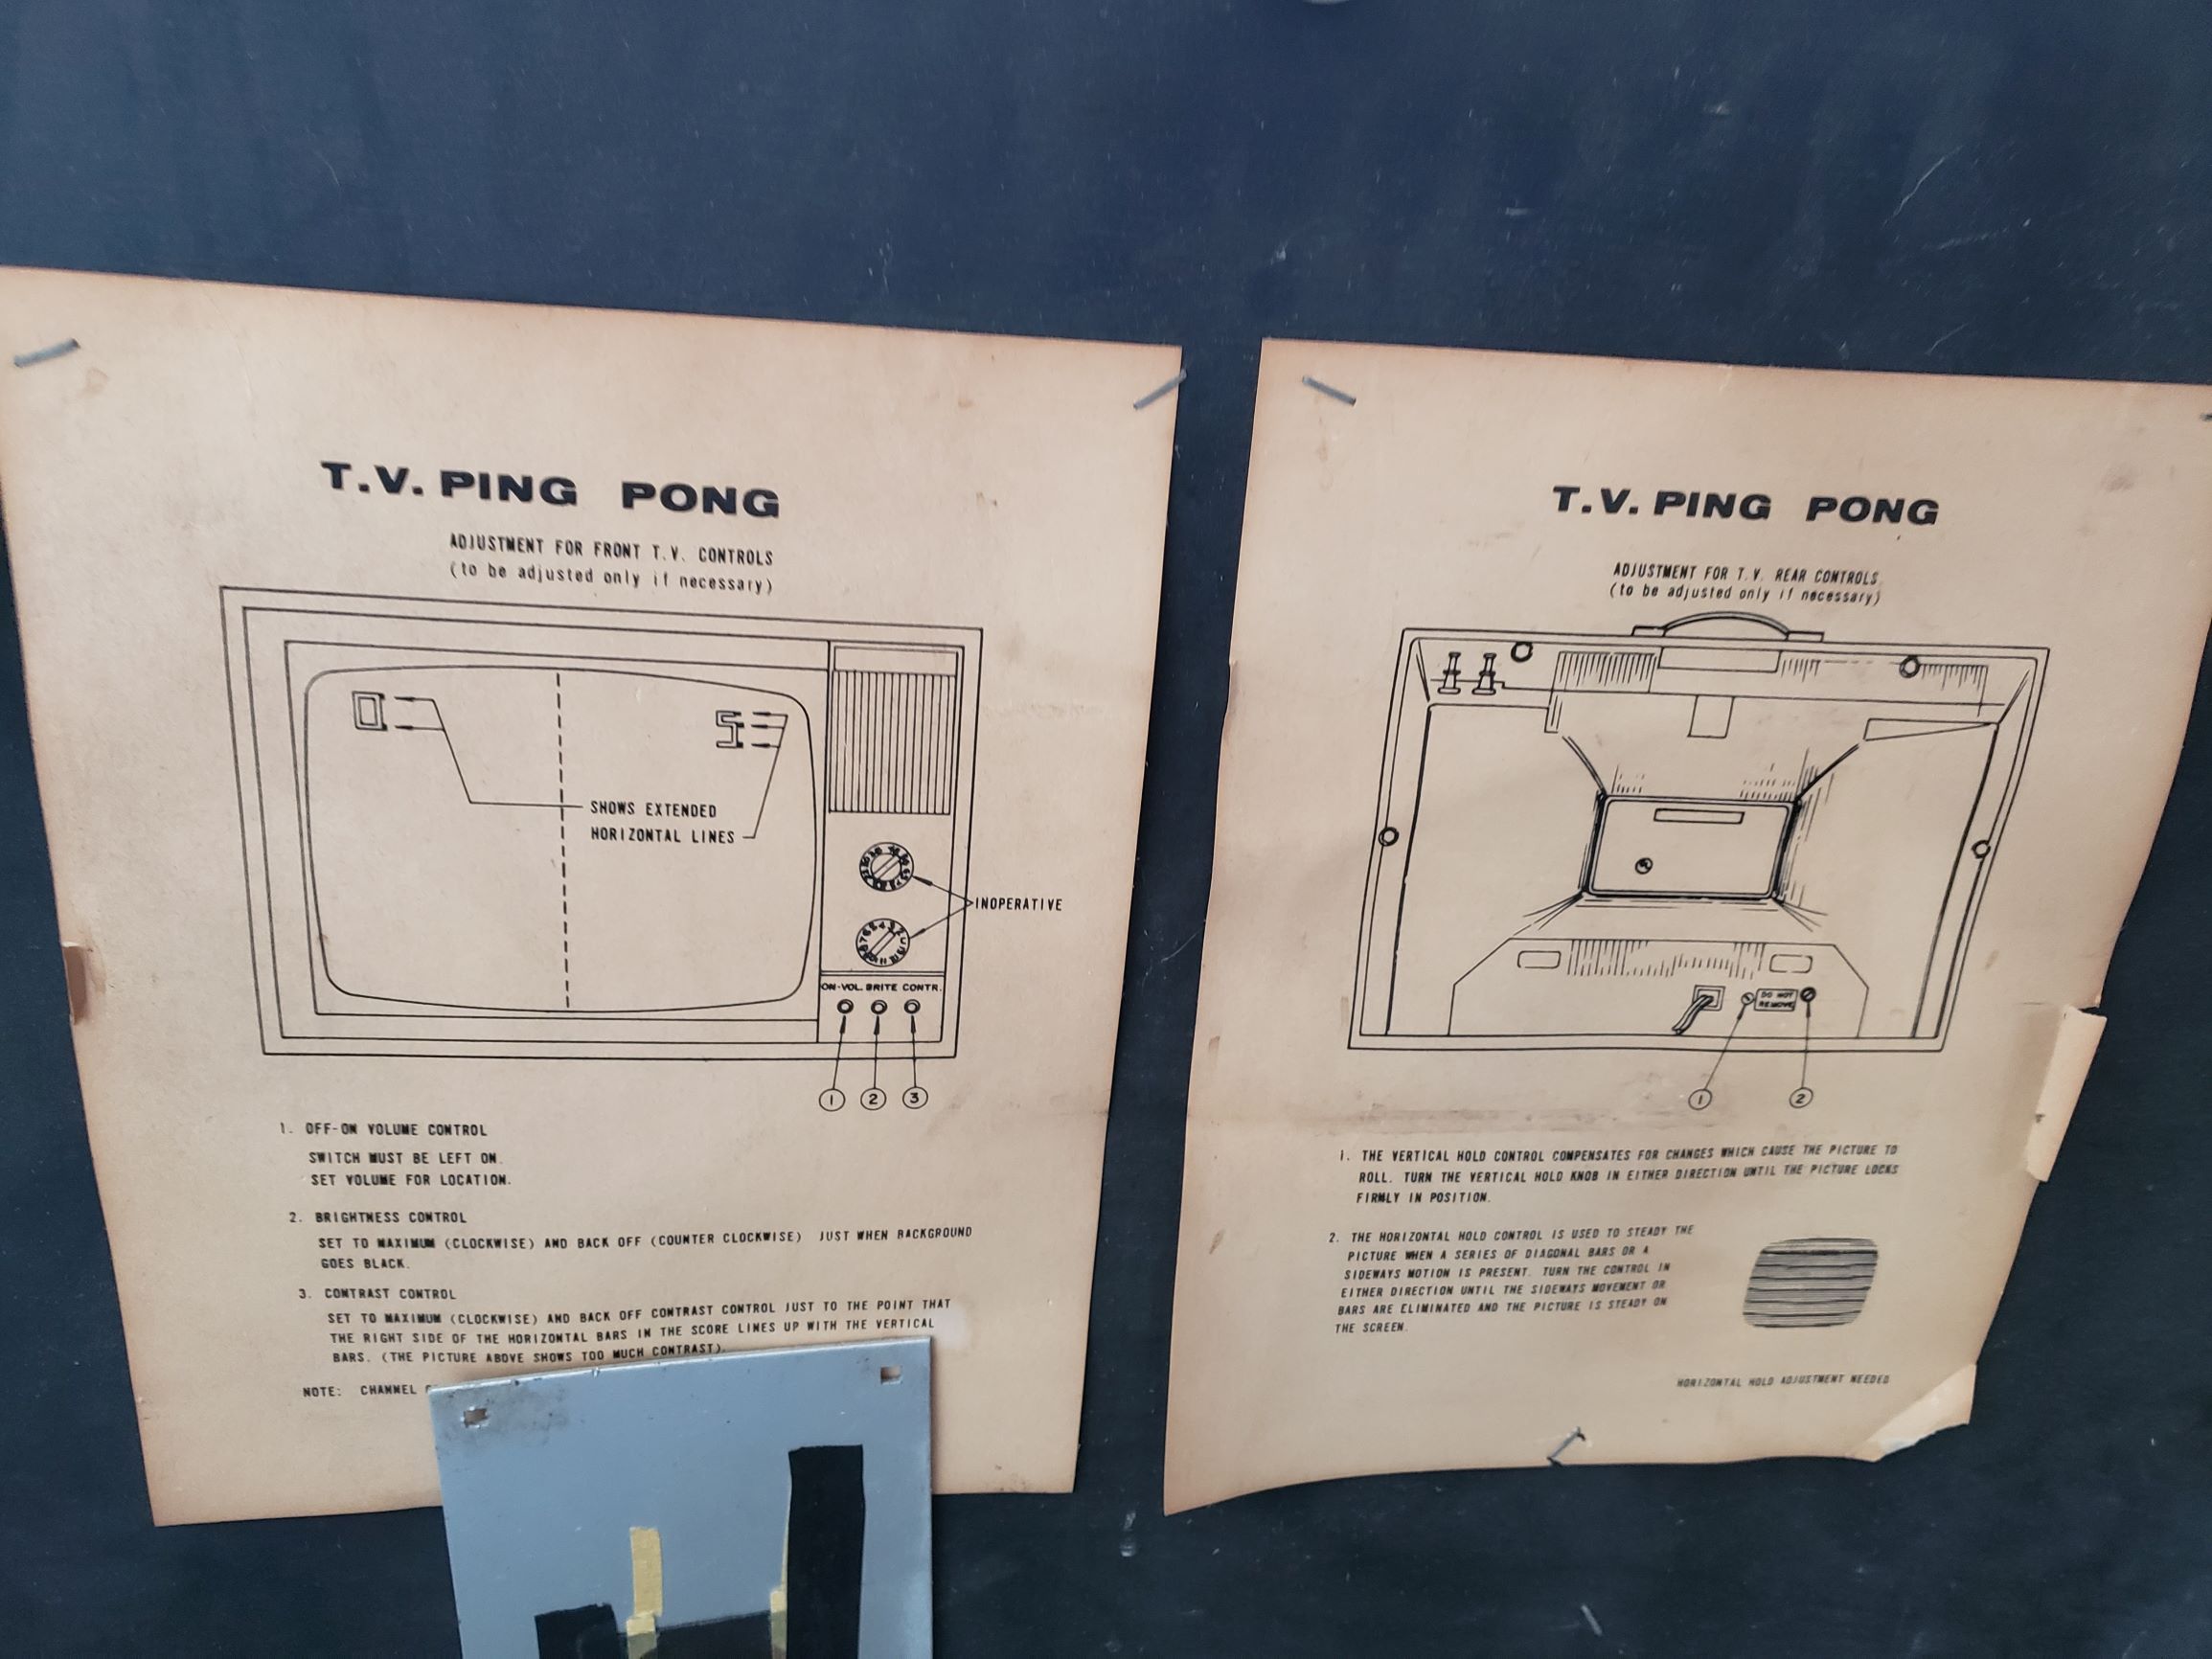 T.V. PING PONG
ADJUSTMENT FOR FRONT T.V. CONTROLS
(to be adjusted only if necessary)
SHOWS EXTENDED
HORIZONTAL LINES
INOPERATIVE
ON-VOL. BRITE CONTR.
1 2 3
1. OFF-ON VOLUME CONTROL
SWITCH MUST BE LEFT ON.
SET VOLUME FOR LOCATION.
2. BRIGHTNESS CONTROL
SET TO MAXIMUM (CLOCKWISE) AND BACK OFF (COUNTER CLOCKWISE) JUST WHEN BACKGROUND
GOES BLACK.
3. CONTRAST CONTROL
SET TO MAXIMUM (CLOCKWISE) AND BACK OFF CONTRAST CONTROL JUST TO THE POINT THAT
THE RIGHT SIDE OF THE HORIZONTAL BARS IN THE SCORE LINES UP WITH THE VERTICAL
BARS. (THE PICTURE ABOVE SHOWS TOO MUCH CONTRAST).
NOTE: CHANNEL
T.V. PING PONG
ADJUSTMENT FOR T.V. REAR CONTROLS
(to be adjusted only if necessary)
DO NOT
REMOVE
1 2
1. THE VERTICAL HOLD CONTROL COMPENSATES FOR CHANGES WHICH CAUSE THE PICTURE TO
ROLL. TURN THE VERTICAL HOLD KNOB IN EITHER DIRECTION UNTIL THE PICTURE LOCKS
FIRMLY IN POSITION.
2. THE HORIZONTAL HOLD CONTROL IS USED TO STEADY THE
PICTURE WHEN A SERIES OF DIAGONAL BARS OR A
SIDEWAYS MOTION IS PRESENT. TURN THE CONTROL IN
EITHER DIRECTION UNTIL THE SIDEWAYS MOVEMENT OR
BARS ARE ELIMINATED AND THE PICTURE IS STEADY ON
THE SCREEN.
HORIZONTAL HOLD ADJUSTMENT NEEDED